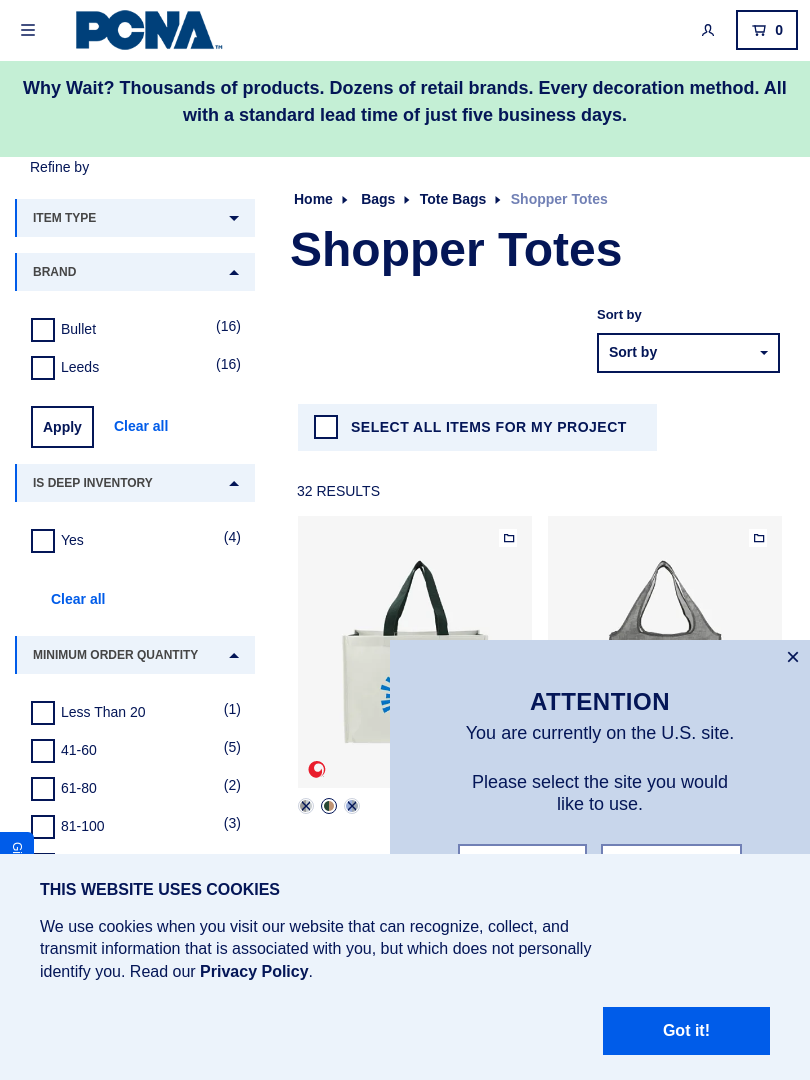 PCNA™
0
Why Wait? Thousands of products. Dozens of retail brands. Every decoration method. All
with a standard lead time of just five business days.
Refine by
ITEM TYPE
BRAND
Bullet (16)
Leeds (16)
Apply Clear all
IS DEEP INVENTORY
Yes (4)
Clear all
MINIMUM ORDER QUANTITY
Less Than 20 (1)
41-60 (5)
61-80 (2)
81-100 (3)
Home Bags Tote Bags Shopper Totes
Shopper Totes
Sort by
Sort by
SELECT ALL ITEMS FOR MY PROJECT
32 RESULTS
×
ATTENTION
You are currently on the U.S. site.
Please select the site you would
like to use.
THIS WEBSITE USES COOKIES
We use cookies when you visit our website that can recognize, collect, and
transmit information that is associated with you, but which does not personally
identify you. Read our Privacy Policy.
Got it!